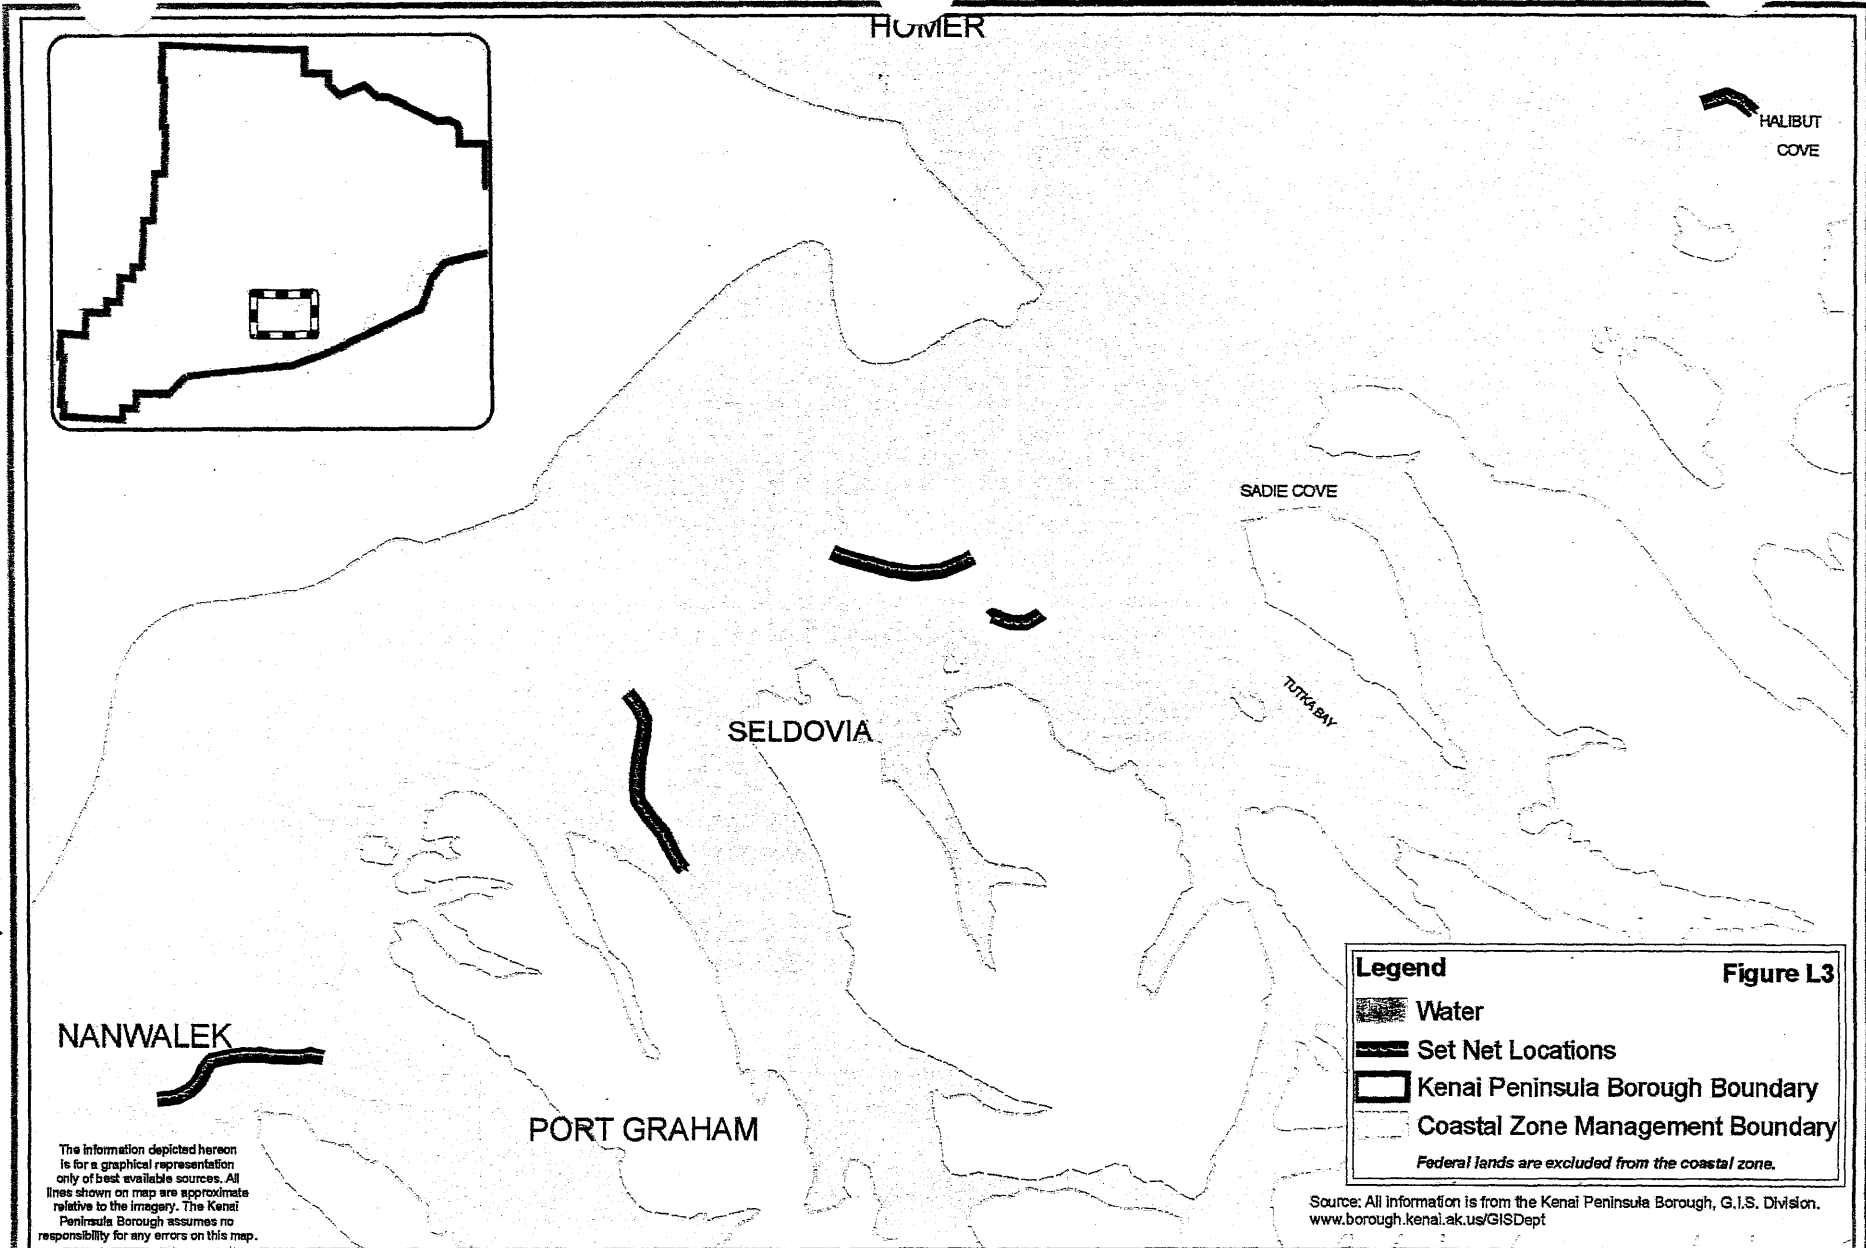 HOMER
HALIBUT
COVE
SADIE COVE
TUTKA BAY
SELDOVIA
NANWALEK
PORT GRAHAM
The information depicted hereon
is for a graphical representation
only of best available sources. All
lines shown on map are approximate
relative to the imagery. The Kenai
Peninsula Borough assumes no
responsibility for any errors on this map.
Legend Figure L3
Water
Set Net Locations
Kenai Peninsula Borough Boundary
Coastal Zone Management Boundary
Federal lands are excluded from the coastal zone.
Source: All information is from the Kenai Peninsula Borough, G.I.S. Division.
www.borough.kenai.ak.us/GISDept